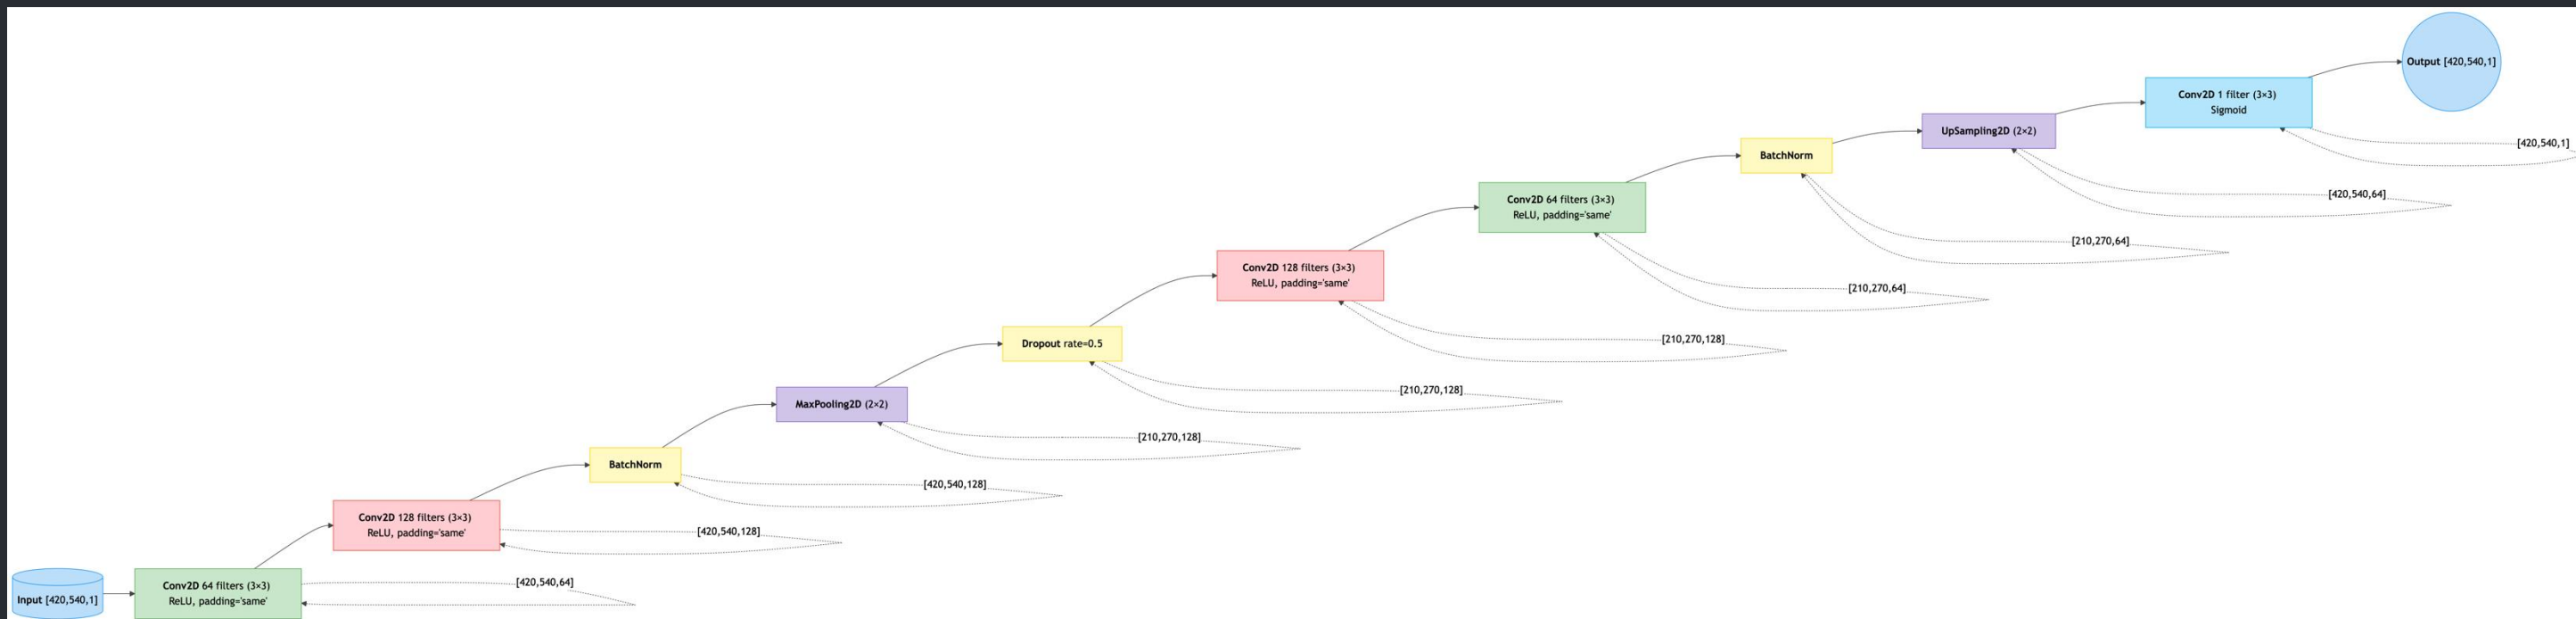 Input [420,540,1]
Conv2D 64 filters (3×3)
ReLU, padding='same'
[420,540,64]
Conv2D 128 filters (3×3)
ReLU, padding='same'
[420,540,128]
BatchNorm
[420,540,128]
MaxPooling2D (2×2)
[210,270,128]
Dropout rate=0.5
[210,270,128]
Conv2D 128 filters (3×3)
ReLU, padding='same'
[210,270,128]
Conv2D 64 filters (3×3)
ReLU, padding='same'
[210,270,64]
BatchNorm
[210,270,64]
UpSampling2D (2×2)
[420,540,64]
Conv2D 1 filter (3×3)
Sigmoid
[420,540,1]
Output [420,540,1]